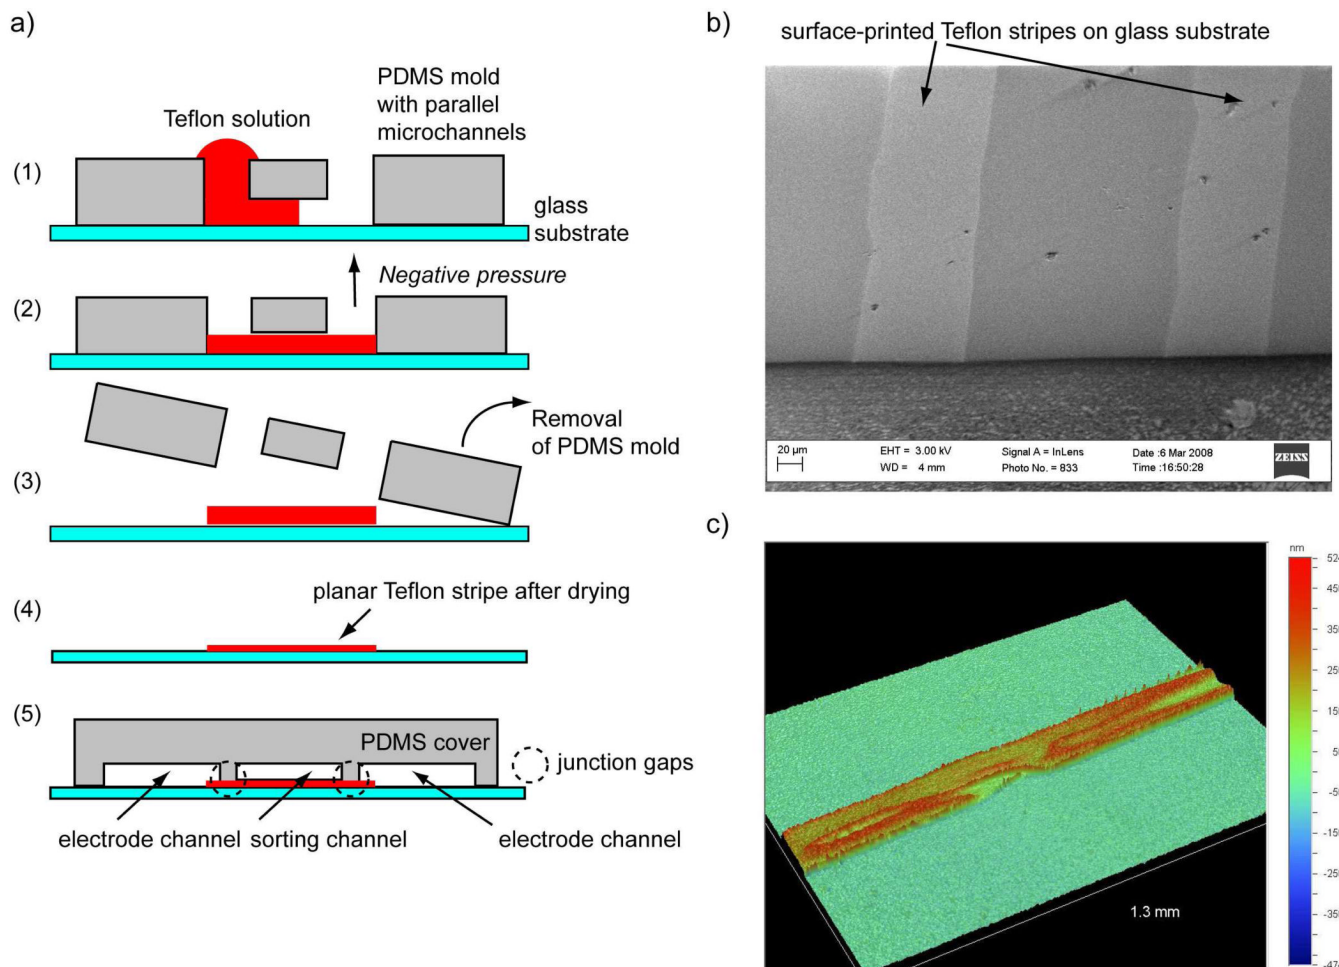 a)
Teflon solution
PDMS mold
with parallel
microchannels
(1)
glass
substrate
Negative pressure
(2)
Removal
of PDMS mold
(3)
planar Teflon stripe after drying
(4)
(5)
PDMS cover
junction gaps
electrode channel
sorting channel
electrode channel
b)
surface-printed Teflon stripes on glass substrate
20 µm
EHT = 3.00 kV
WD = 4 mm
Signal A = InLens
Photo No. = 833
Date :6 Mar 2008
Time :16:50:28
ZEISS
c)
nm
1.3 mm